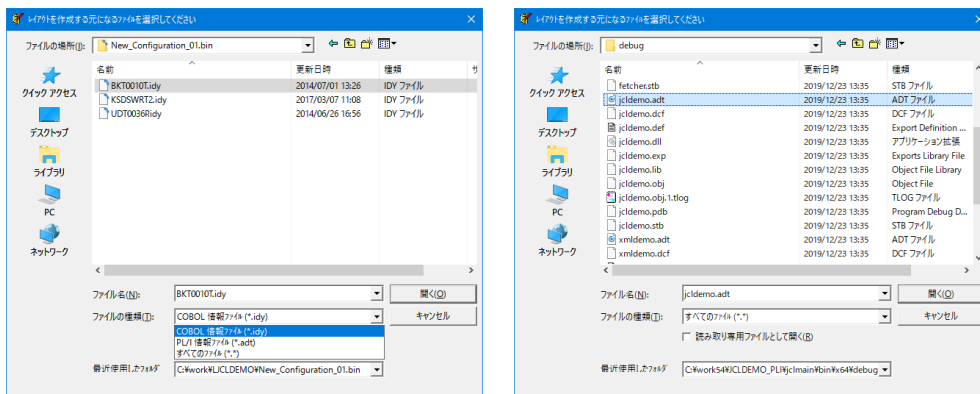 レイアウトを作成する元になるファイルを選択してください
ファイルの場所(I): New_Configuration_01.bin
名前 更新日時 種類 サ
BKT0010T.idy 2014/07/01 13:26 IDY ファイル
KSDSWRT2.idy 2017/03/07 11:08 IDY ファイル
UDT0036R.idy 2014/06/26 16:56 IDY ファイル
クイック アクセス
デスクトップ
ライブラリ
PC
ネットワーク
ファイル名(N): BKT0010T.idy 開く(O)
ファイルの種類(T): COBOL 情報ファイル (*.idy) キャンセル
COBOL 情報ファイル (*.idy)
PL/I 情報ファイル (*.adt)
すべてのファイル (*.*)
最近使用したフォルダ C:¥work¥LJCLDEMO¥New_Configuration_01.bin
レイアウトを作成する元になるファイルを選択してください
ファイルの場所(I): debug
名前 更新日時 種類
fetcher.stb 2019/12/23 13:35 STB ファイル
jcldemo.adt 2019/12/23 13:35 ADT ファイル
jcldemo.dcf 2019/12/23 13:35 DCF ファイル
jcldemo.def 2019/12/23 13:35 Export Definition ...
jcldemo.dll 2019/12/23 13:35 アプリケーション拡張
jcldemo.exp 2019/12/23 13:35 Exports Library File
jcldemo.lib 2019/12/23 13:35 Object File Library
jcldemo.obj 2019/12/23 13:35 Object File
jcldemo.obj.1.tlog 2019/12/23 13:35 TLOG ファイル
jcldemo.pdb 2019/12/23 13:35 Program Debug D...
jcldemo.stb 2019/12/23 13:35 STB ファイル
xmldemo.adt 2019/12/23 13:35 ADT ファイル
xmldemo.dcf 2019/12/23 13:35 DCF ファイル
クイック アクセス
デスクトップ
ライブラリ
PC
ネットワーク
ファイル名(N): jcldemo.adt 開く(O)
ファイルの種類(T): すべてのファイル (*.*) キャンセル
読み取り専用ファイルとして開く(R)
最近使用したフォルダ C:¥work54¥JCLDEMO_PLI¥jclmain¥bin¥x64¥debug